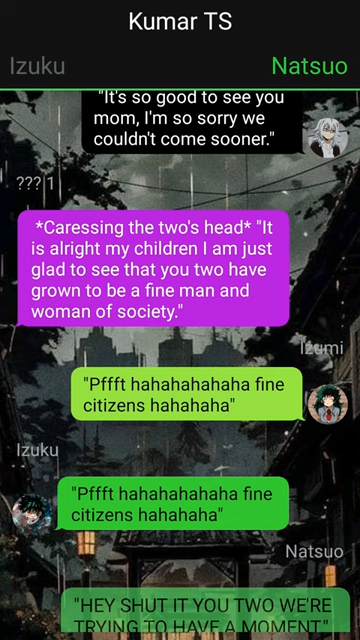 Kumar TS
Izuku
Natsuo
"It's so good to see you
mom, I'm so sorry we
couldn't come sooner."
??? 1
*Caressing the two's head* "It
is alright my children I am just
glad to see that you two have
grown to be a fine man and
woman of society."
Izumi
"Pffft hahahahahaha fine
citizens hahahaha"
Izuku
"Pffft hahahahahaha fine
citizens hahahaha"
Natsuo
"HEY SHUT IT YOU TWO WE'RE
TRYING TO HAVE A MOMENT"